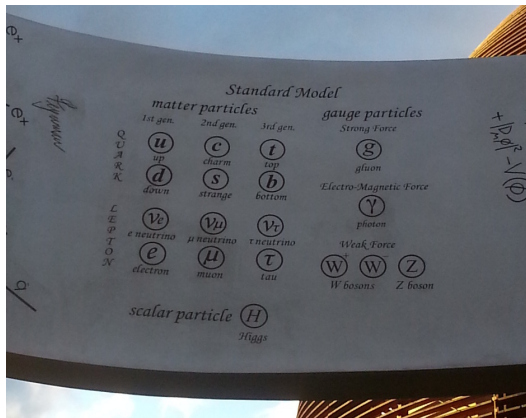 Standard Model
matter particles
gauge particles
1st gen. 2nd gen. 3rd gen.
Strong Force
QUARK
u c t
up charm top
d s b
down strange bottom
g
gluon
Electro-Magnetic Force
γ
photon
LEPTON
νe νμ ντ
e neutrino μ neutrino τ neutrino
e μ τ
electron muon tau
Weak Force
W+ W- Z
W bosons Z boson
scalar particle H
Higgs
e+
e+